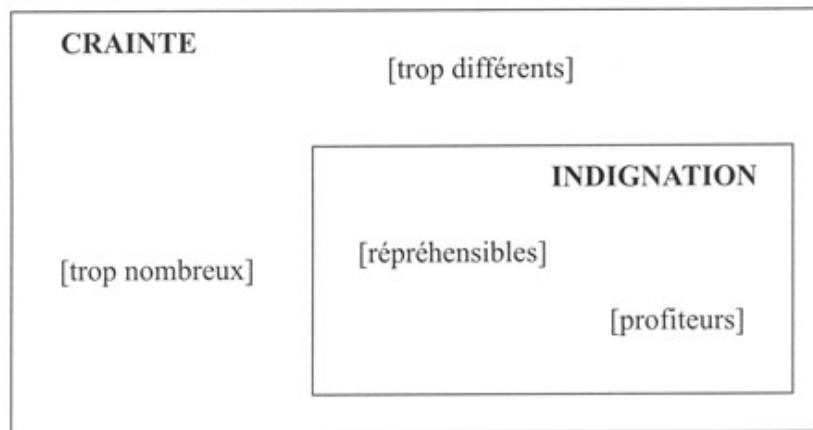 CRAINTE
[trop différents]
INDIGNATION
[répréhensibles]
[trop nombreux]
[profiteurs]